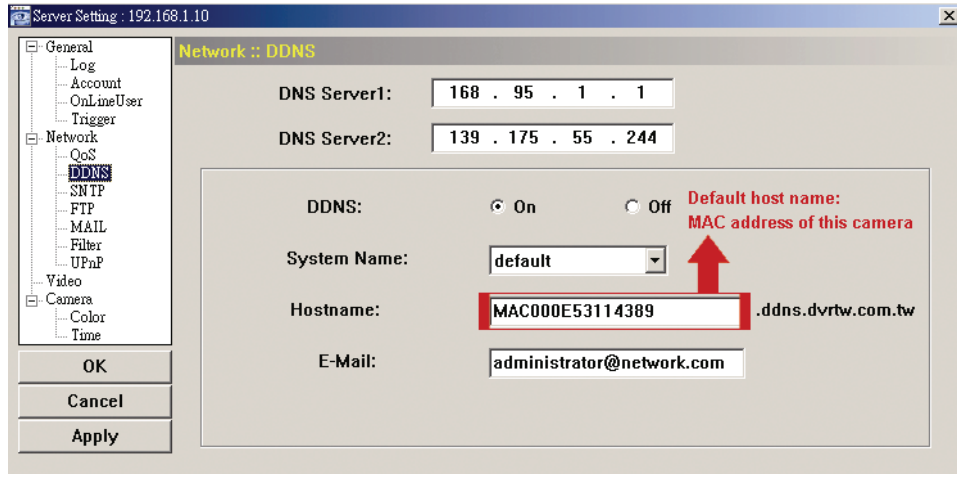 Server Setting : 192.168.1.10
General
Log
Account
OnLineUser
Trigger
Network
QoS
DDNS
SNTP
FTP
MAIL
Filter
UPnP
Video
Camera
Color
Time
OK
Cancel
Apply
Network :: DDNS
DNS Server1: 168 . 95 . 1 . 1
DNS Server2: 139 . 175 . 55 . 244
DDNS: On Off
Default host name:
MAC address of this camera
System Name: default
Hostname: MAC000E53114389 .ddns.dvrtw.com.tw
E-Mail: administrator@network.com